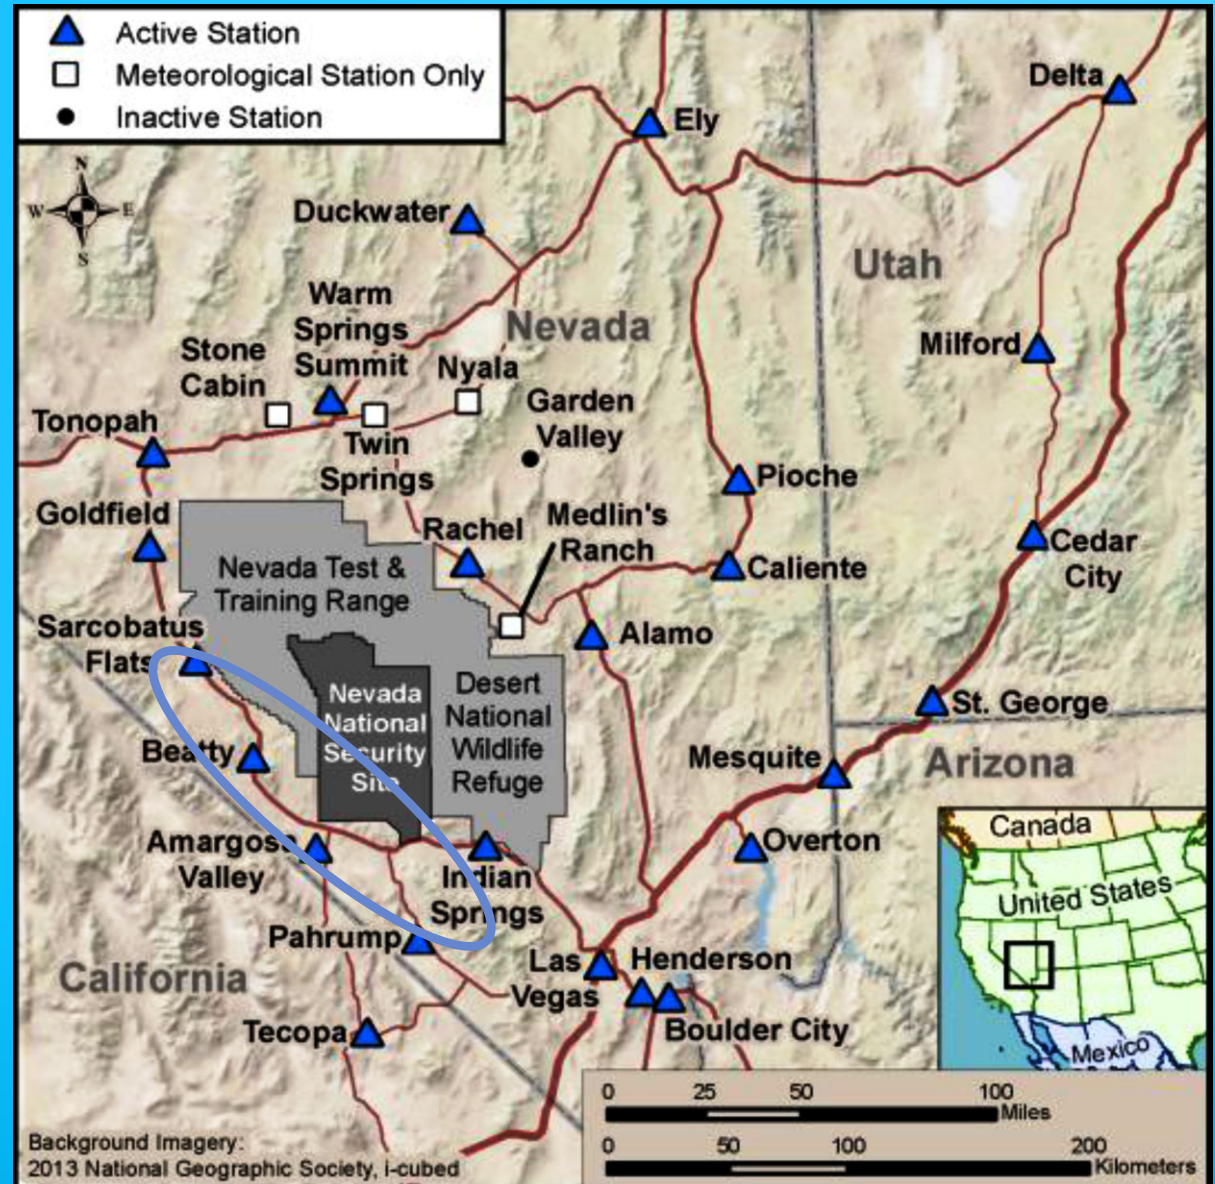 Active Station
Meteorological Station Only
Inactive Station
N
W
E
S
Delta
Ely
Duckwater
Utah
Warm
Springs
Summit
Nevada
Stone
Cabin
Nyala
Milford
Garden
Valley
Tonopah
Twin
Springs
Pioche
Goldfield
Rachel
Medlin's
Ranch
Cedar
City
Nevada Test &
Training Range
Caliente
Sarcobatus
Flats
Alamo
Nevada
National
Security
Site
Desert
National
Wildlife
Refuge
St. George
Beatty
Mesquite
Arizona
Amargosa
Valley
Indian
Springs
Overton
Canada
United States
Mexico
Pahrump
Las
Vegas
Henderson
California
Boulder City
Tecopa
0 25 50 100
Miles
0 50 100 200
Kilometers
Background Imagery:
2013 National Geographic Society, i-cubed